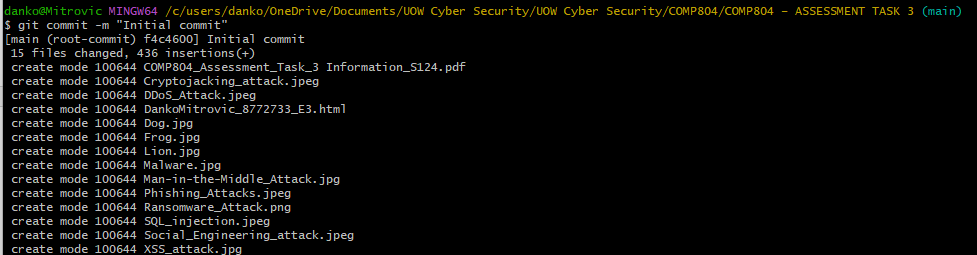 danko@Mitrovic MINGW64 /c/users/danko/OneDrive/Documents/UOW Cyber Security/UOW Cyber Security/COMP804/COMP804 - ASSESSMENT TASK 3 (main)
$ git commit -m "Initial commit"
[main (root-commit) f4c4600] Initial commit
 15 files changed, 436 insertions(+)
 create mode 100644 COMP804_Assessment_Task_3 Information_S124.pdf
 create mode 100644 Cryptojacking_attack.jpeg
 create mode 100644 DDoS_Attack.jpeg
 create mode 100644 DankoMitrovic_8772733_E3.html
 create mode 100644 Dog.jpg
 create mode 100644 Frog.jpg
 create mode 100644 Lion.jpg
 create mode 100644 Malware.jpg
 create mode 100644 Man-in-the-Middle_Attack.jpg
 create mode 100644 Phishing_Attacks.jpeg
 create mode 100644 Ransomware_Attack.png
 create mode 100644 SQL_injection.jpeg
 create mode 100644 Social_Engineering_attack.jpeg
 create mode 100644 XSS_attack.jpg